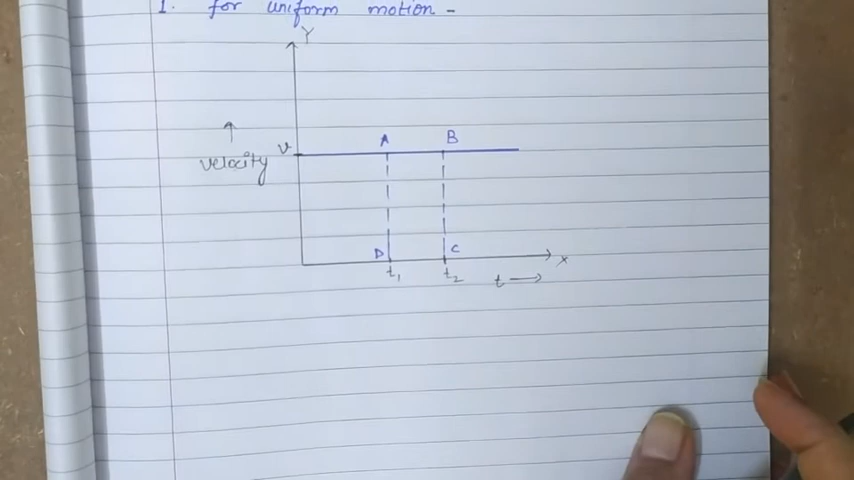 1. for uniform motion -
Y
A B
velocity v
D C
x
t₁ t₂ t